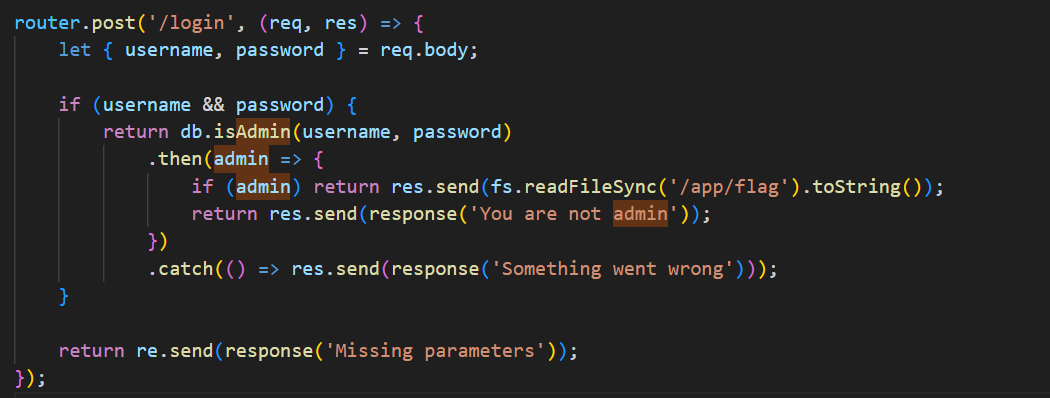 router.post('/login', (req, res) => {
    let { username, password } = req.body;

    if (username && password) {
        return db.isAdmin(username, password)
            .then(admin => {
                if (admin) return res.send(fs.readFileSync('/app/flag').toString());
                return res.send(response('You are not admin'));
            })
            .catch(() => res.send(response('Something went wrong')));
    }

    return re.send(response('Missing parameters'));
});